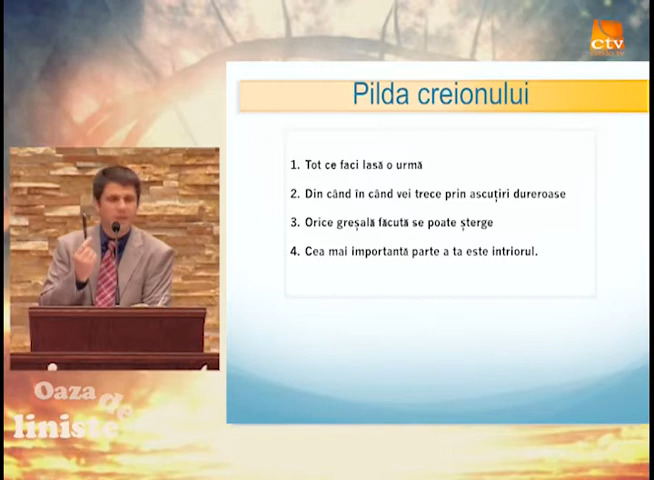 ctv
Pilda creionului
1. Tot ce faci lasă o urmă
2. Din când în când vei trece prin ascuțiri dureroase
3. Orice greșală făcută se poate șterge
4. Cea mai importantă parte a ta este intriorul.
Oaza de
liniste